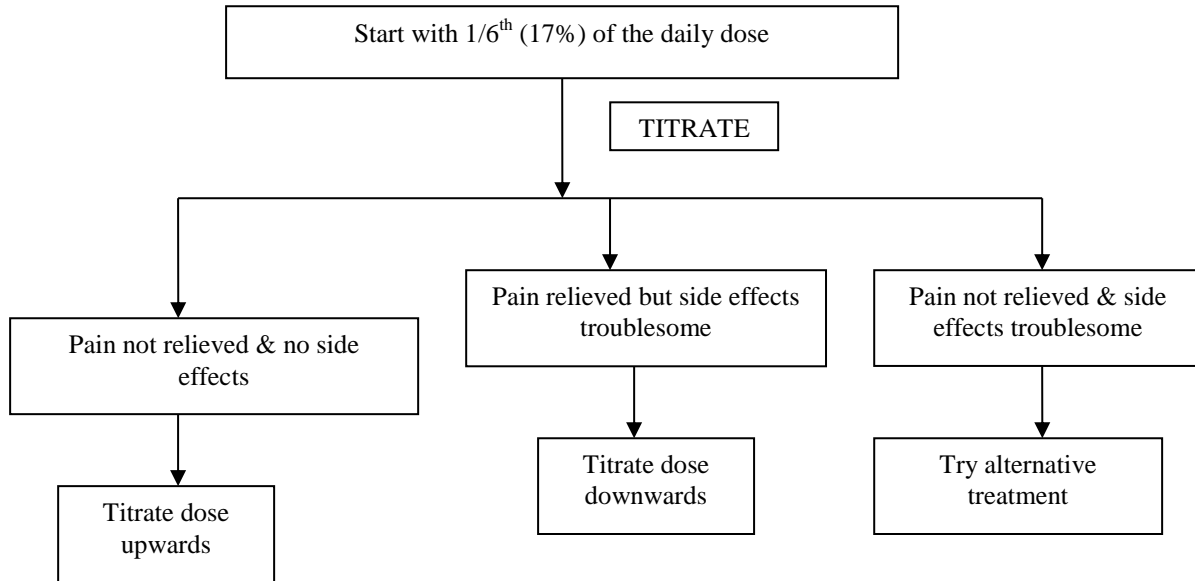 Start with 1/6th (17%) of the daily dose
TITRATE
Pain not relieved & no side
effects
Titrate dose
upwards
Pain relieved but side effects
troublesome
Titrate dose
downwards
Pain not relieved & side
effects troublesome
Try alternative
treatment